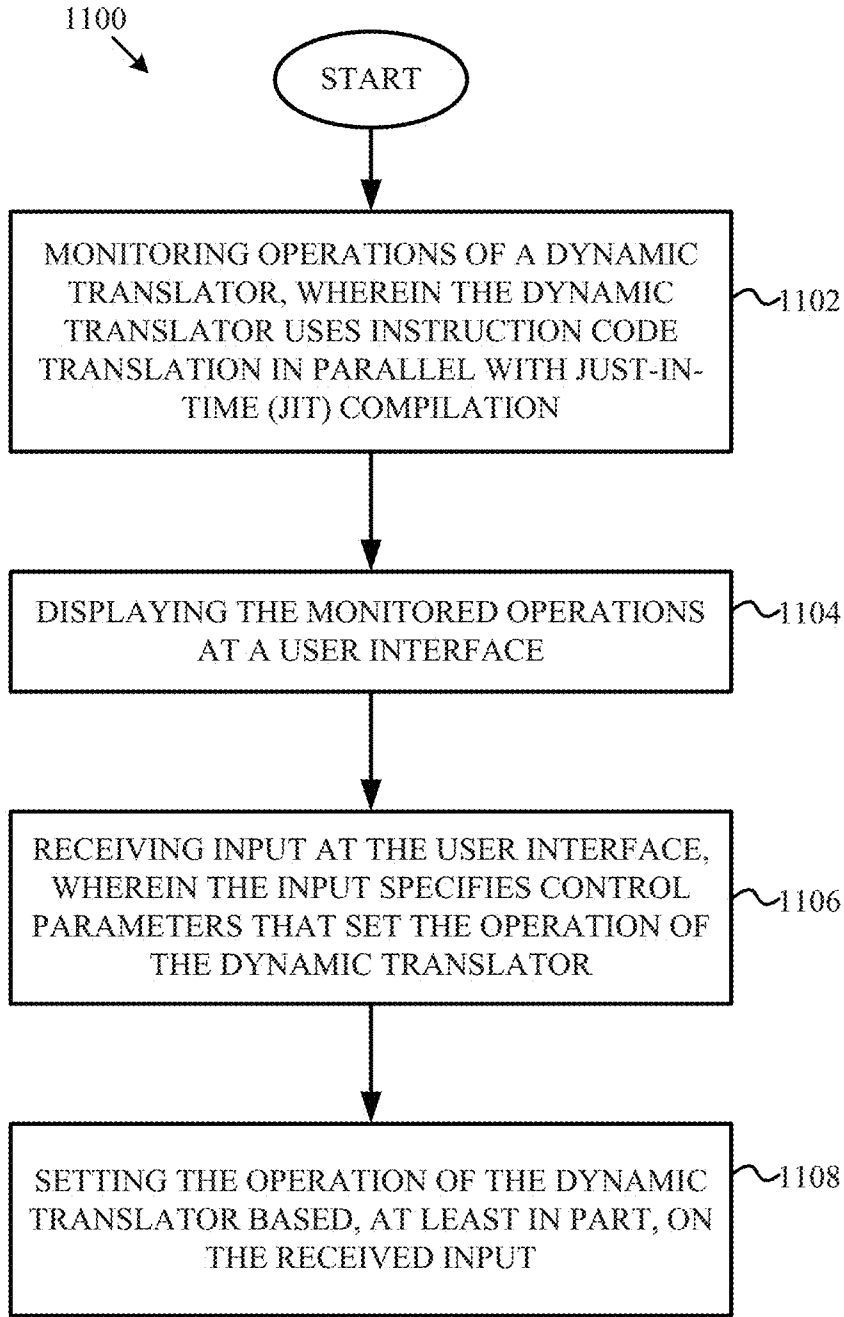 1100
START
MONITORING OPERATIONS OF A DYNAMIC
TRANSLATOR, WHEREIN THE DYNAMIC
TRANSLATOR USES INSTRUCTION CODE
TRANSLATION IN PARALLEL WITH JUST-IN-
TIME (JIT) COMPILATION
1102
DISPLAYING THE MONITORED OPERATIONS
AT A USER INTERFACE
1104
RECEIVING INPUT AT THE USER INTERFACE,
WHEREIN THE INPUT SPECIFIES CONTROL
PARAMETERS THAT SET THE OPERATION OF
THE DYNAMIC TRANSLATOR
1106
SETTING THE OPERATION OF THE DYNAMIC
TRANSLATOR BASED, AT LEAST IN PART, ON
THE RECEIVED INPUT
1108